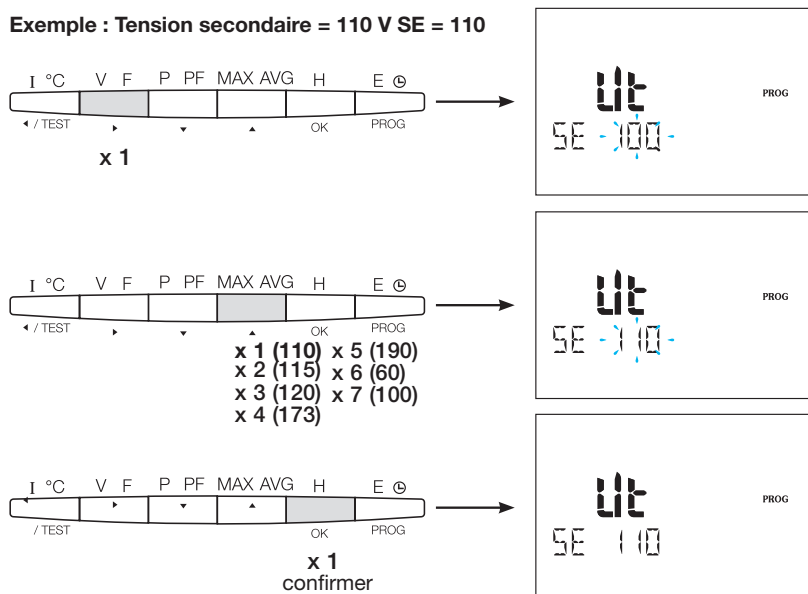 Exemple : Tension secondaire = 110 V SE = 110
I °C V F P PF MAX AVG H E
/ TEST OK PROG
x 1
Ut
PROG
SE 100
I °C V F P PF MAX AVG H E
/ TEST OK PROG
x 1 (110) x 5 (190)
x 2 (115) x 6 (60)
x 3 (120) x 7 (100)
x 4 (173)
Ut
PROG
SE 110
I °C V F P PF MAX AVG H E
/ TEST OK PROG
x 1
confirmer
Ut
PROG
SE 110